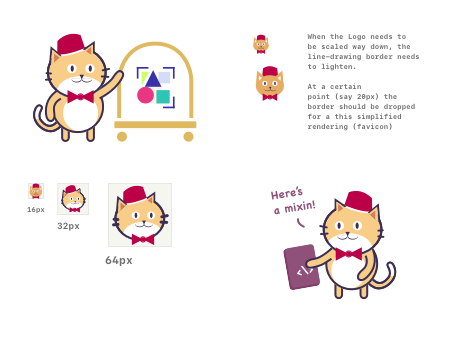 When the Logo needs to
be scaled way down, the
line-drawing border needs
to lighten.
At a certain
point (say 20px) the
border should be dropped
for a this simplified
rendering (favicon)
16px
32px
64px
Here's
a mixin!
</>